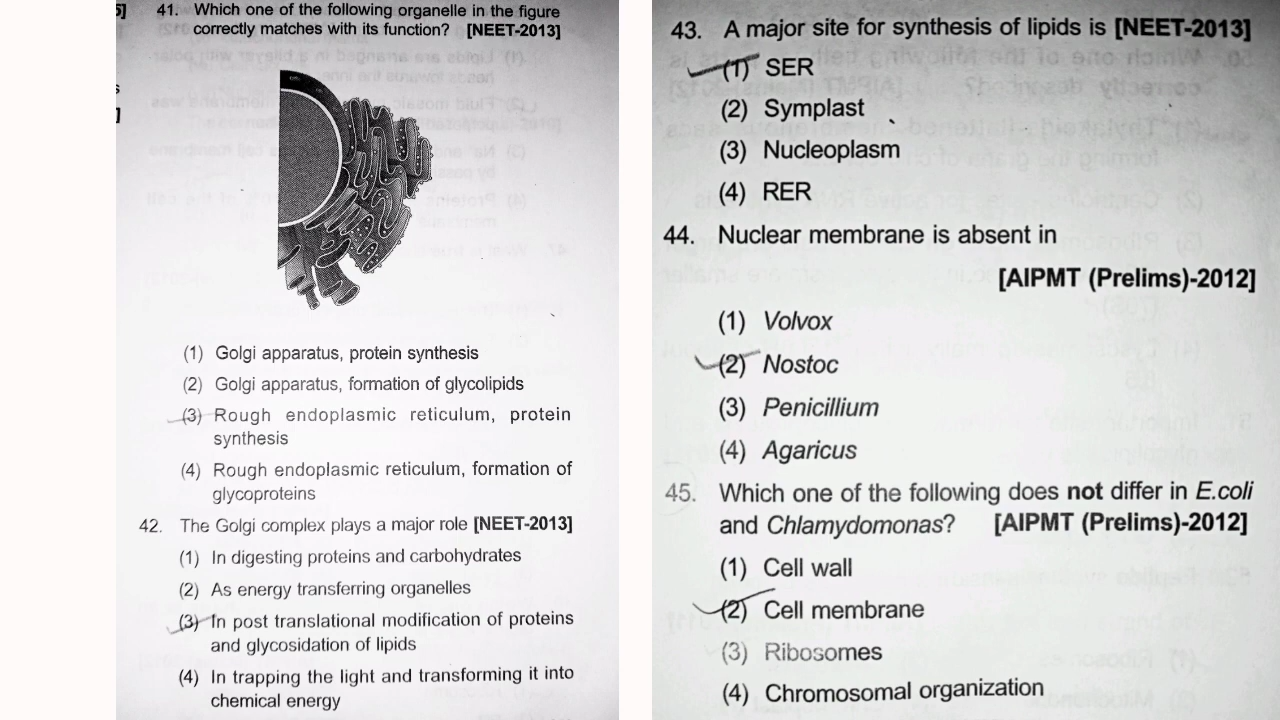 5]
41. Which one of the following organelle in the figure
correctly matches with its function? [NEET-2013]
(1) Golgi apparatus, protein synthesis
(2) Golgi apparatus, formation of glycolipids
(3) Rough endoplasmic reticulum, protein
synthesis
(4) Rough endoplasmic reticulum, formation of
glycoproteins
42. The Golgi complex plays a major role [NEET-2013]
(1) In digesting proteins and carbohydrates
(2) As energy transferring organelles
(3) In post translational modification of proteins
and glycosidation of lipids
(4) In trapping the light and transforming it into
chemical energy
43. A major site for synthesis of lipids is [NEET-2013]
(1) SER
(2) Symplast
(3) Nucleoplasm
(4) RER
44. Nuclear membrane is absent in
[AIPMT (Prelims)-2012]
(1) Volvox
(2) Nostoc
(3) Penicillium
(4) Agaricus
45. Which one of the following does not differ in E.coli
and Chlamydomonas? [AIPMT (Prelims)-2012]
(1) Cell wall
(2) Cell membrane
(3) Ribosomes
(4) Chromosomal organization